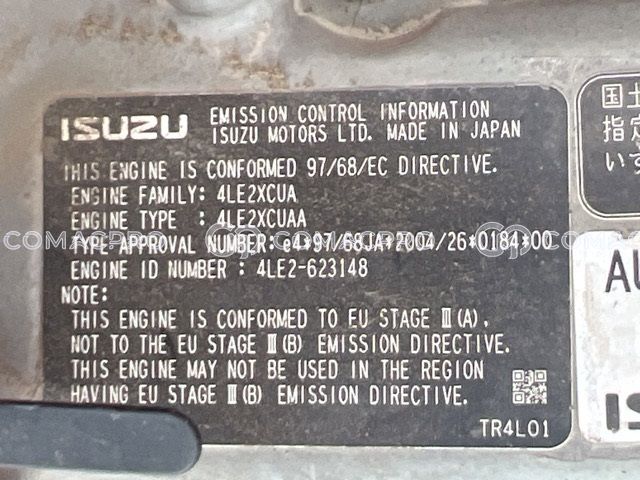 ISUZU
EMISSION CONTROL INFORMATION
ISUZU MOTORS LTD. MADE IN JAPAN
THIS ENGINE IS CONFORMED 97/68/EC DIRECTIVE.
ENGINE FAMILY: 4LE2XCUA
ENGINE TYPE : 4LE2XCUAA
TYPE-APPROVAL NUMBER: e4*97/68JA*2004/26*0184*00
ENGINE ID NUMBER : 4LE2-623148
NOTE:
THIS ENGINE IS CONFORMED TO EU STAGE Ⅲ(A),
NOT TO THE EU STAGE Ⅲ(B) EMISSION DIRECTIVE.
THIS ENGINE MAY NOT BE USED IN THE REGION
HAVING EU STAGE Ⅲ(B) EMISSION DIRECTIVE.
TR4L01
国土
指定
いす
AU
COMACPRO
COMACPRO